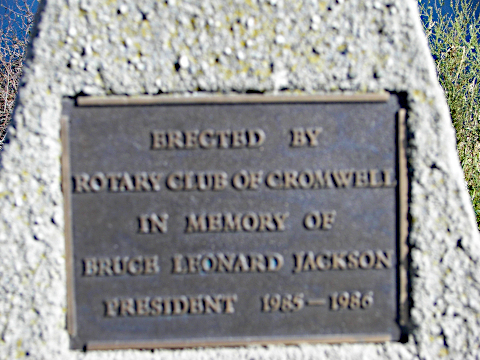 ERECTED BY
ROTARY CLUB OF CROMWELL
IN MEMORY OF
BRUCE LEONARD JACKSON
PRESIDENT 1985-1986